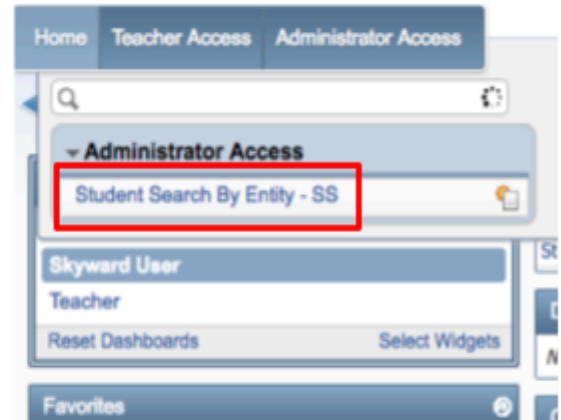 Home Teacher Access Administrator Access
Administrator Access
Student Search By Entity - SS
Skyward User
Teacher
Reset Dashboards Select Widgets
Favorites